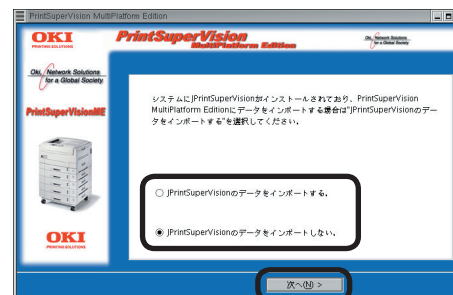 PrintSuperVision MultiPlatform Edition
OKI
PRINTING SOLUTIONS
PrintSuperVision
MultiPlatform Edition
Oki, Network Solutions
for a Global Society
Oki, Network Solutions
for a Global Society
PrintSuperVisionME
システムにJPrintSuperVisionがインストールされており、PrintSuperVision
MultiPlatform Editionにデータをインポートする場合は"JPrintSuperVisionのデー
タをインポートする"を選択してください。
JPrintSuperVisionのデータをインポートする。
JPrintSuperVisionのデータをインポートしない。
OKI
PRINTING SOLUTIONS
次へ(N) >